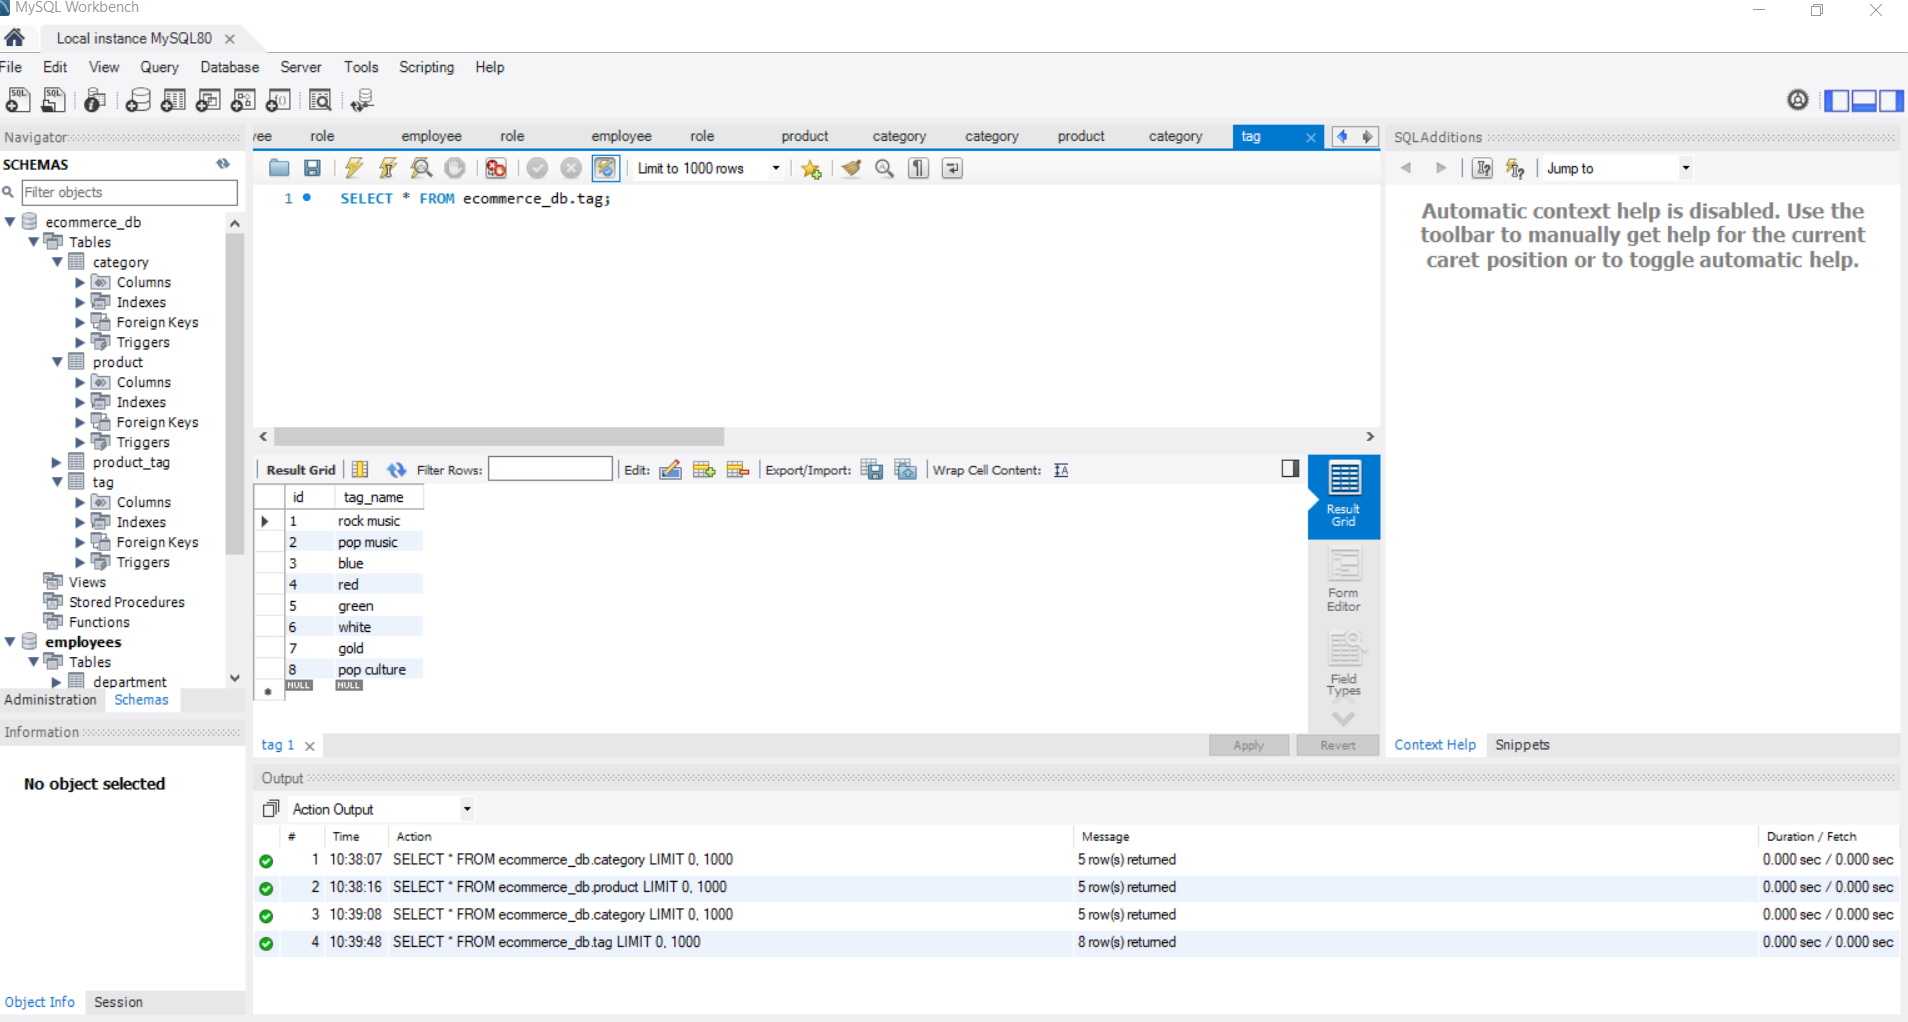 MySQL Workbench
Local instance MySQL80
File Edit View Query Database Server Tools Scripting Help
Navigator
SCHEMAS
Filter objects
ecommerce_db
Tables
category
Columns
Indexes
Foreign Keys
Triggers
product
Columns
Indexes
Foreign Keys
Triggers
product_tag
tag
Columns
Indexes
Foreign Keys
Triggers
Views
Stored Procedures
Functions
employees
Tables
department
Administration Schemas
Information
No object selected
Object Info Session
role employee role employee role product category category product category tag
Limit to 1000 rows
1 SELECT * FROM ecommerce_db.tag;
Result Grid Filter Rows: Edit: Export/Import: Wrap Cell Content:
id tag_name
1 rock music
2 pop music
3 blue
4 red
5 green
6 white
7 gold
8 pop culture
NULL NULL
Result
Grid
Form
Editor
Field
Types
tag 1
Apply Revert
SQLAdditions
Jump to
Automatic context help is disabled. Use the
toolbar to manually get help for the current
caret position or to toggle automatic help.
Context Help Snippets
Output
Action Output
# Time Action Message Duration / Fetch
1 10:38:07 SELECT * FROM ecommerce_db.category LIMIT 0, 1000 5 row(s) returned 0.000 sec / 0.000 sec
2 10:38:16 SELECT * FROM ecommerce_db.product LIMIT 0, 1000 5 row(s) returned 0.000 sec / 0.000 sec
3 10:39:08 SELECT * FROM ecommerce_db.category LIMIT 0, 1000 5 row(s) returned 0.000 sec / 0.000 sec
4 10:39:48 SELECT * FROM ecommerce_db.tag LIMIT 0, 1000 8 row(s) returned 0.000 sec / 0.000 sec